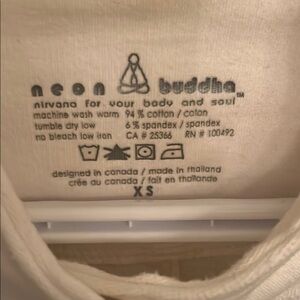 neon buddha™
nirvana for your body and soul
machine wash warm 94 % cotton / coton
tumble dry low 6 % spandex / spandex
no bleach low iron CA # 25366 RN # 100492
designed in canada / made in thailand
crée au canada / fait en thaïlande
XS